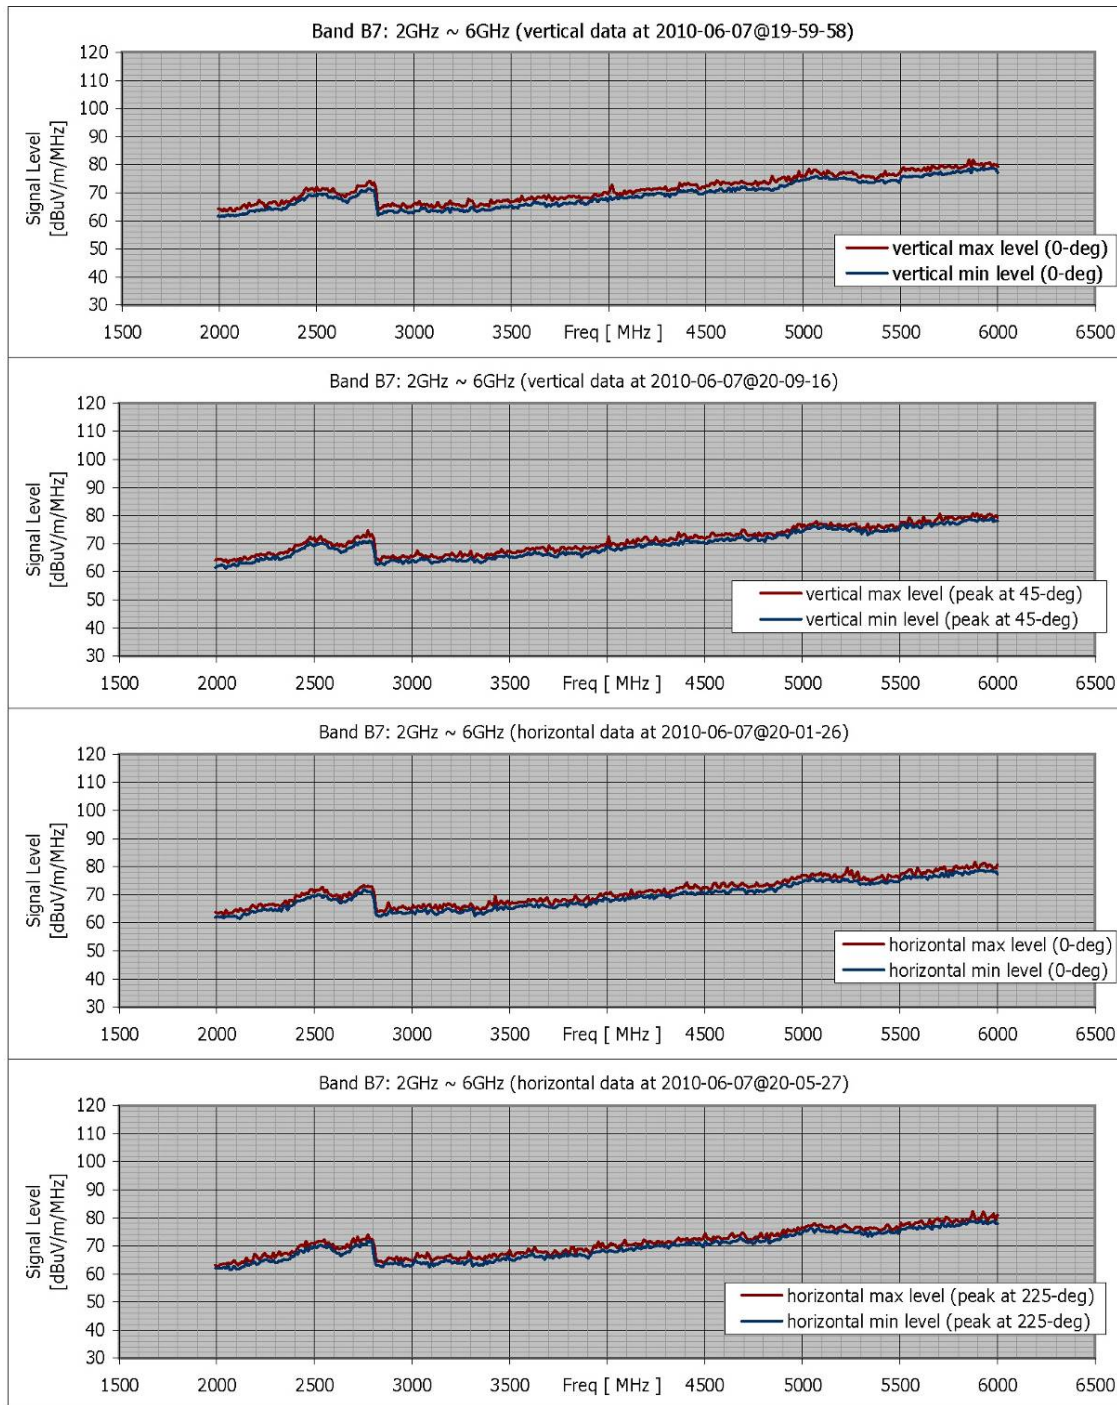 Band B7: 2GHz ~ 6GHz (vertical data at 2010-06-07@19-59-58)
Signal Level
[dBuV/m/MHz]
120
110
100
90
80
70
60
50
40
30
vertical max level (0-deg)
vertical min level (0-deg)
1500 2000 2500 3000 3500 Freq [ MHz ] 4500 5000 5500 6000 6500
Band B7: 2GHz ~ 6GHz (vertical data at 2010-06-07@20-09-16)
Signal Level
[dBuV/m/MHz]
120
110
100
90
80
70
60
50
40
30
vertical max level (peak at 45-deg)
vertical min level (peak at 45-deg)
1500 2000 2500 3000 3500 Freq [ MHz ] 4500 5000 5500 6000 6500
Band B7: 2GHz ~ 6GHz (horizontal data at 2010-06-07@20-01-26)
Signal Level
[dBuV/m/MHz]
120
110
100
90
80
70
60
50
40
30
horizontal max level (0-deg)
horizontal min level (0-deg)
1500 2000 2500 3000 3500 Freq [ MHz ] 4500 5000 5500 6000 6500
Band B7: 2GHz ~ 6GHz (horizontal data at 2010-06-07@20-05-27)
Signal Level
[dBuV/m/MHz]
120
110
100
90
80
70
60
50
40
30
horizontal max level (peak at 225-deg)
horizontal min level (peak at 225-deg)
1500 2000 2500 3000 3500 Freq [ MHz ] 4500 5000 5500 6000 6500